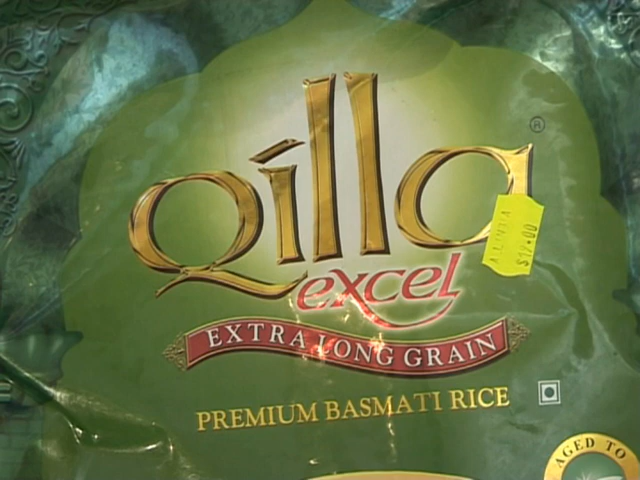 Qilla ®
excel
EXTRA LONG GRAIN
PREMIUM BASMATI RICE
AGED TO